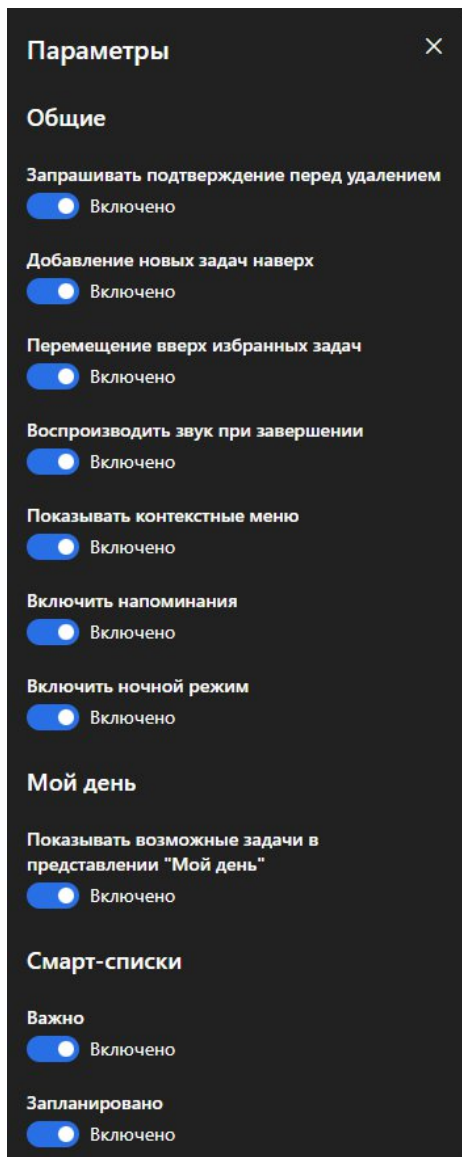 Параметры
Общие
Запрашивать подтверждение перед удалением
Включено
Добавление новых задач наверх
Включено
Перемещение вверх избранных задач
Включено
Воспроизводить звук при завершении
Включено
Показывать контекстные меню
Включено
Включить напоминания
Включено
Включить ночной режим
Включено
Мой день
Показывать возможные задачи в
представлении "Мой день"
Включено
Смарт-списки
Важно
Включено
Запланировано
Включено